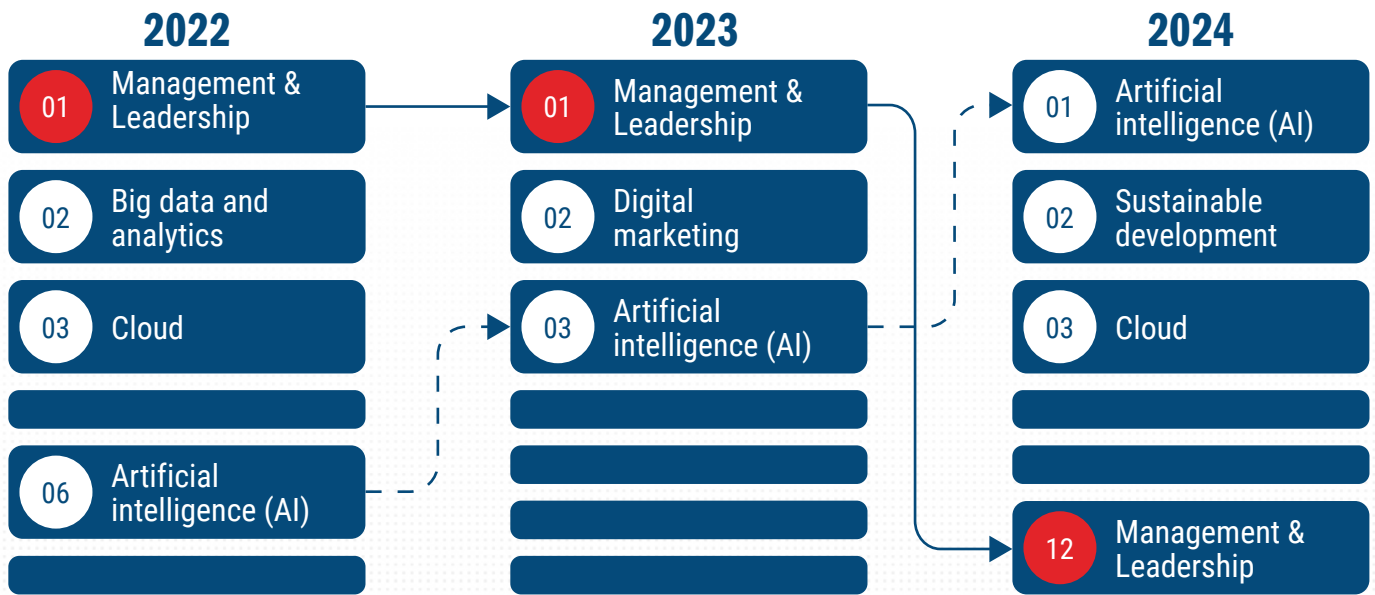 2022
01
Management &
Leadership
02
Big data and
analytics
03
Cloud
06
Artificial
intelligence (AI)
2023
01
Management &
Leadership
02
Digital
marketing
03
Artificial
intelligence (AI)
2024
01
Artificial
intelligence (AI)
02
Sustainable
development
03
Cloud
12
Management &
Leadership